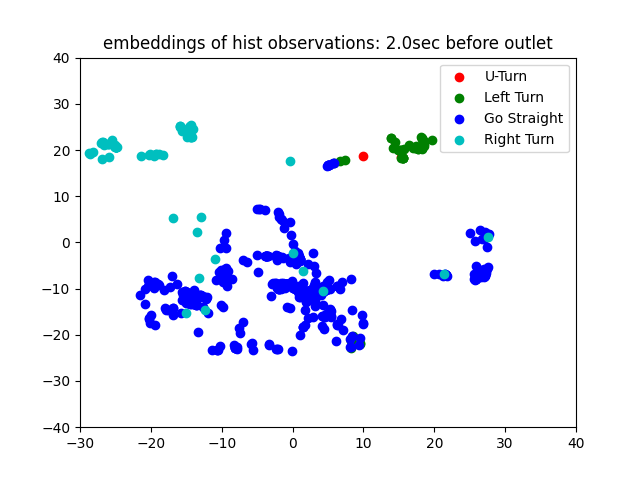 embeddings of hist observations: 2.0sec before outlet
U-Turn
Left Turn
Go Straight
Right Turn
40
30
20
10
0
−10
−20
−30
−40
−30 −20 −10 0 10 20 30 40